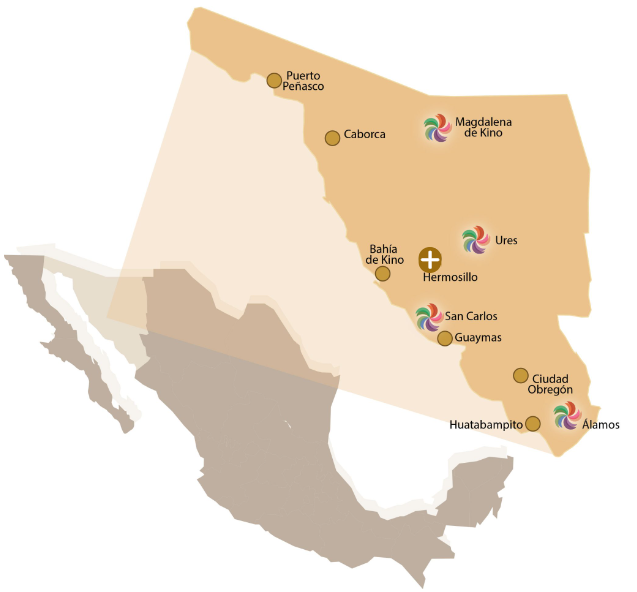 Puerto
Peñasco
Magdalena
de Kino
Caborca
Ures
Bahía
de Kino
Hermosillo
San Carlos
Guaymas
Ciudad
Obregón
Huatabampito
Álamos